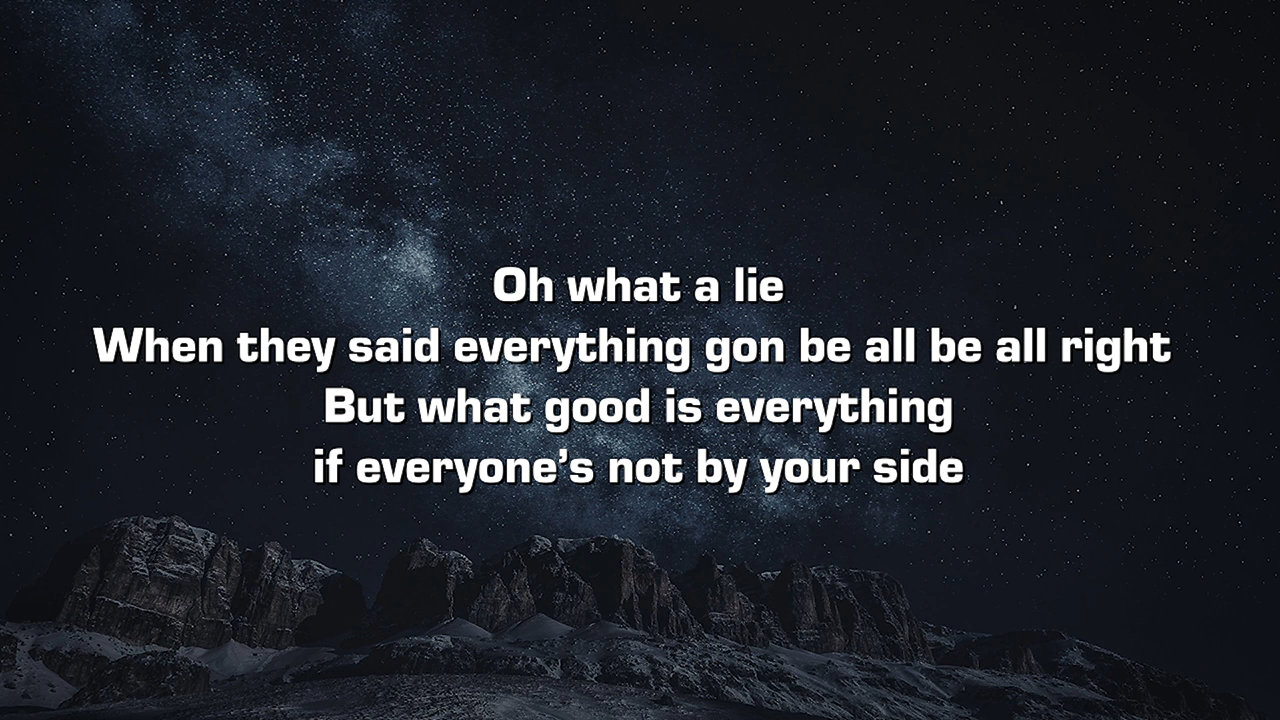 Oh what a lie
When they said everything gon be all be all right
But what good is everything
if everyone’s not by your side